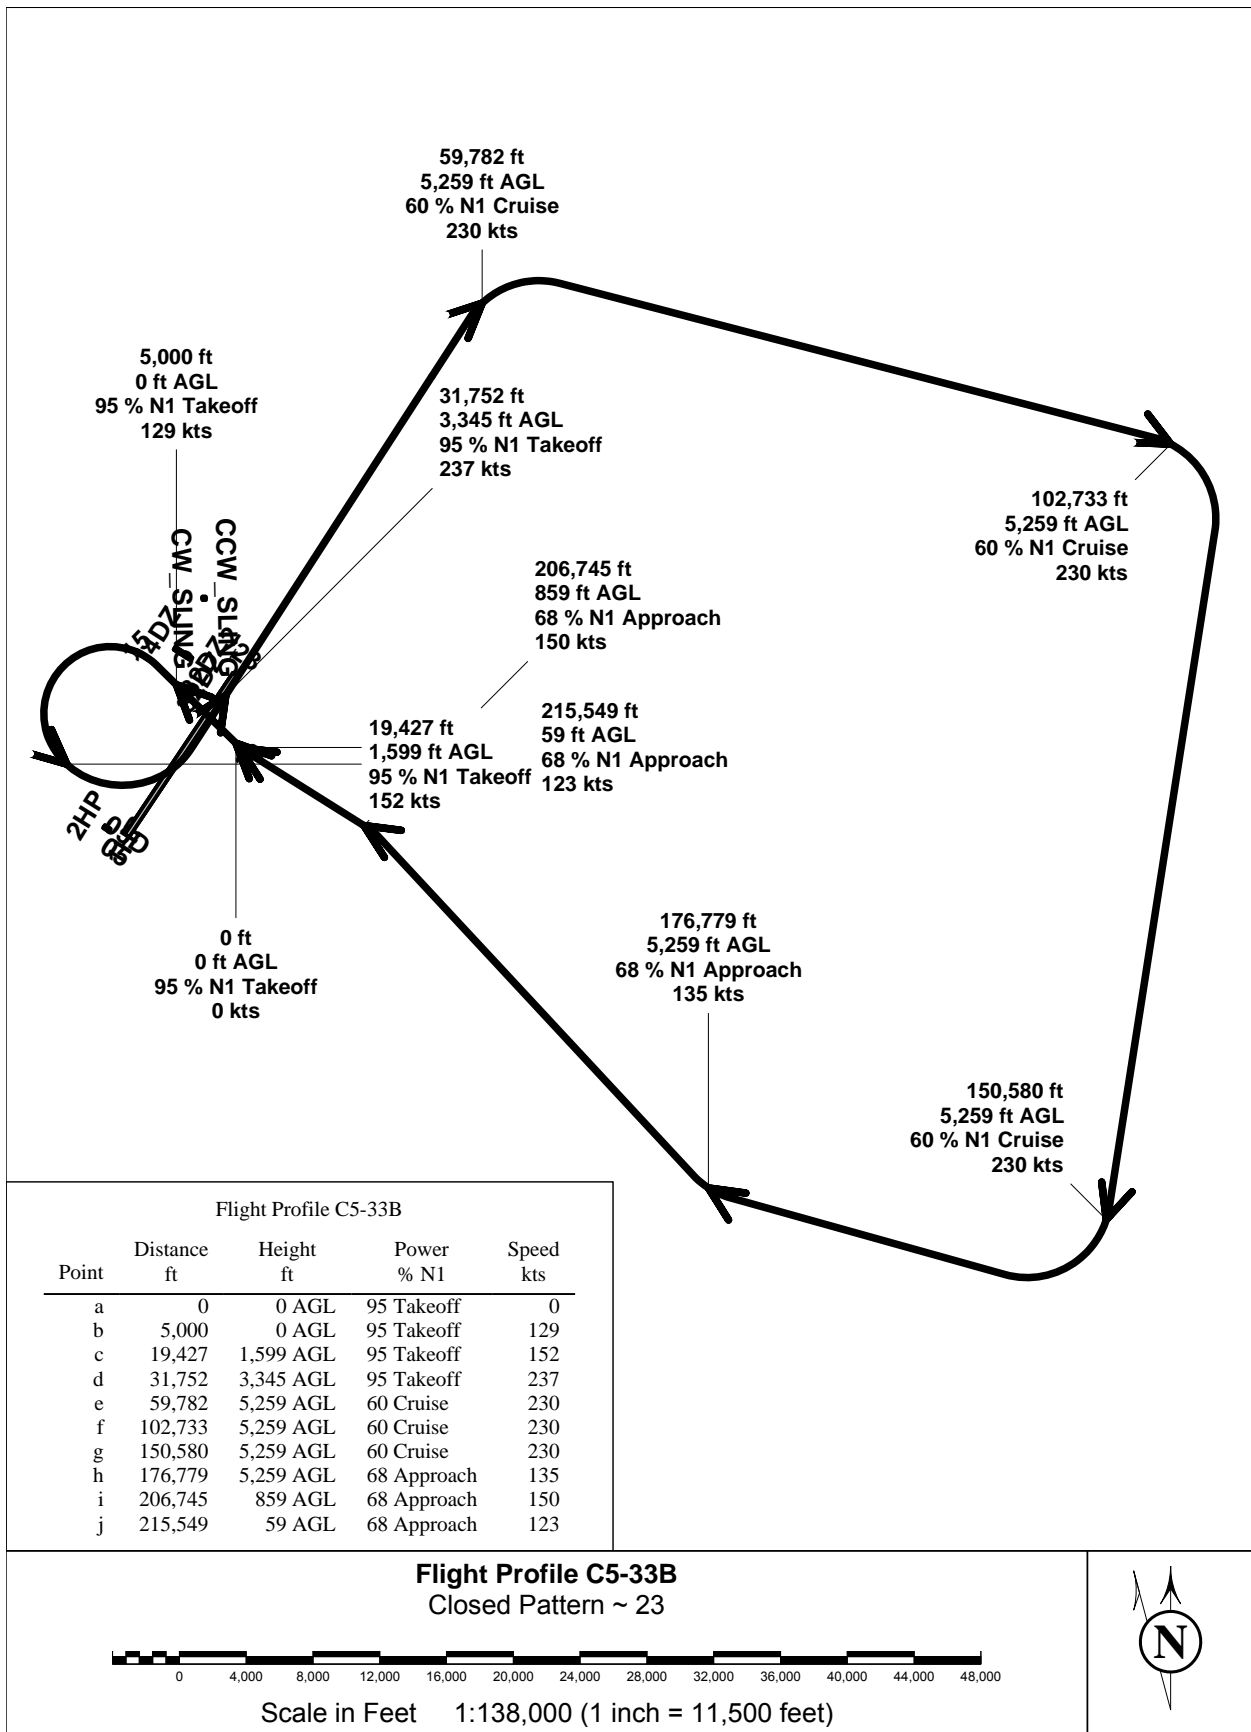 59,782 ft
5,259 ft AGL
60 % N1 Cruise
230 kts
5,000 ft
0 ft AGL
95 % N1 Takeoff
129 kts
31,752 ft
3,345 ft AGL
95 % N1 Takeoff
237 kts
102,733 ft
5,259 ft AGL
60 % N1 Cruise
230 kts
CCW_SLING
CW_SLING
15
14DZ
206,745 ft
859 ft AGL
68 % N1 Approach
150 kts
215,549 ft
59 ft AGL
68 % N1 Approach
123 kts
19,427 ft
1,599 ft AGL
95 % N1 Takeoff
152 kts
2HP
0 ft
0 ft AGL
95 % N1 Takeoff
0 kts
176,779 ft
5,259 ft AGL
68 % N1 Approach
135 kts
150,580 ft
5,259 ft AGL
60 % N1 Cruise
230 kts
Flight Profile C5-33B
Point Distance ft Height ft Power % N1 Speed kts
a 0 0 AGL 95 Takeoff 0
b 5,000 0 AGL 95 Takeoff 129
c 19,427 1,599 AGL 95 Takeoff 152
d 31,752 3,345 AGL 95 Takeoff 237
e 59,782 5,259 AGL 60 Cruise 230
f 102,733 5,259 AGL 60 Cruise 230
g 150,580 5,259 AGL 60 Cruise 230
h 176,779 5,259 AGL 68 Approach 135
i 206,745 859 AGL 68 Approach 150
j 215,549 59 AGL 68 Approach 123
Flight Profile C5-33B
Closed Pattern ~ 23
0 4,000 8,000 12,000 16,000 20,000 24,000 28,000 32,000 36,000 40,000 44,000 48,000
Scale in Feet 1:138,000 (1 inch = 11,500 feet)
N